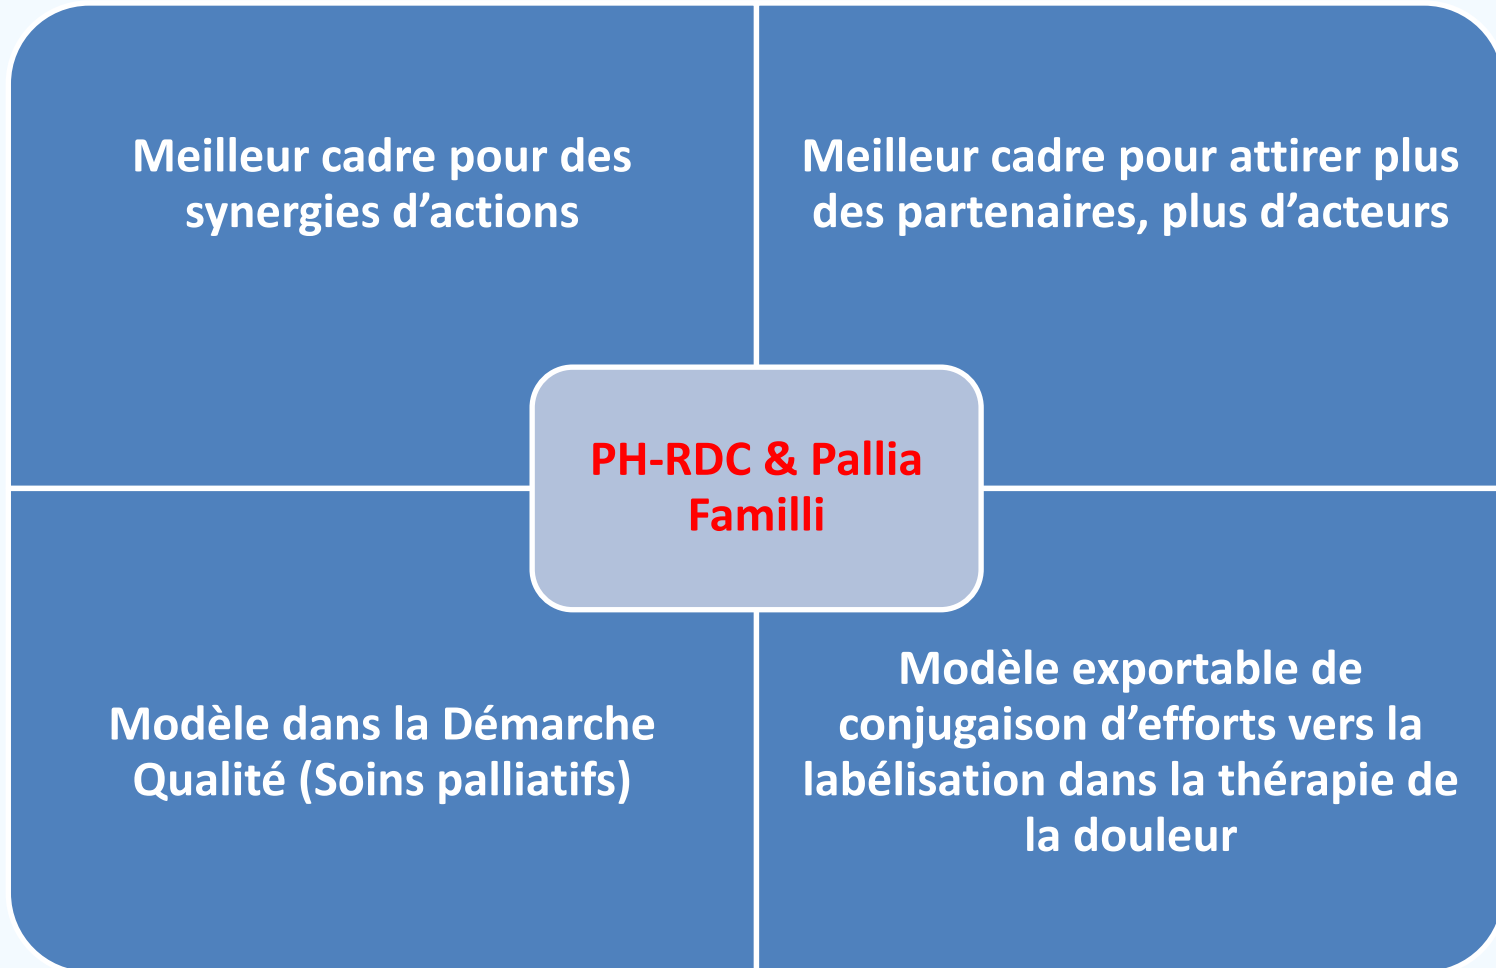 Meilleur cadre pour des
synergies d’actions
Meilleur cadre pour attirer plus
des partenaires, plus d’acteurs
PH-RDC & Pallia
Familli
Modèle dans la Démarche
Qualité (Soins palliatifs)
Modèle exportable de
conjugaison d’efforts vers la
labélisation dans la thérapie de
la douleur